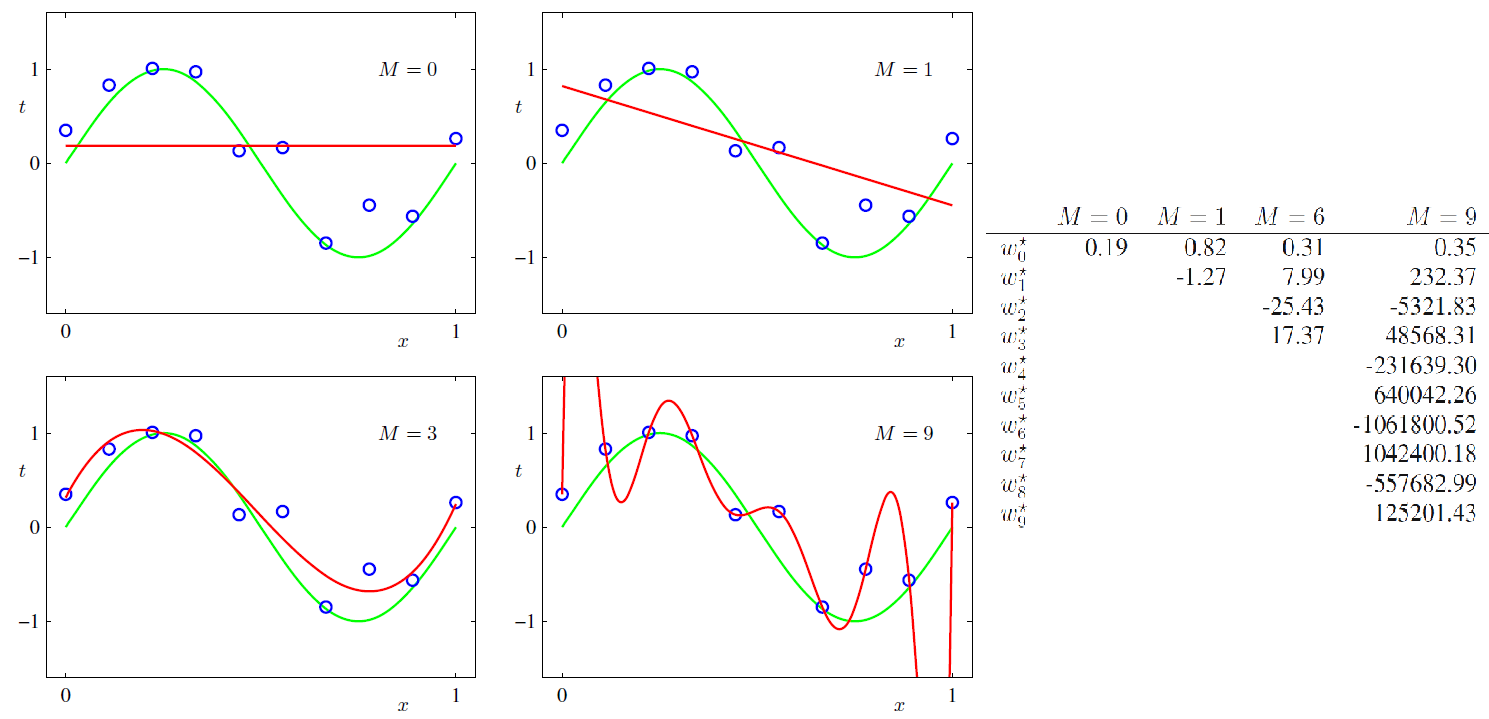 M = 0
1
t
0
−1
0
1
x
M = 1
1
t
0
−1
0
1
x
M = 3
1
t
0
−1
0
1
x
M = 9
1
t
0
−1
0
1
x
M = 0 M = 1 M = 6 M = 9
w₀⋆ 0.19 0.82 0.31 0.35
w₁⋆ -1.27 7.99 232.37
w₂⋆ -25.43 -5321.83
w₃⋆ 17.37 48568.31
w₄⋆ -231639.30
w₅⋆ 640042.26
w₆⋆ -1061800.52
w₇⋆ 1042400.18
w₈⋆ -557682.99
w₉⋆ 125201.43